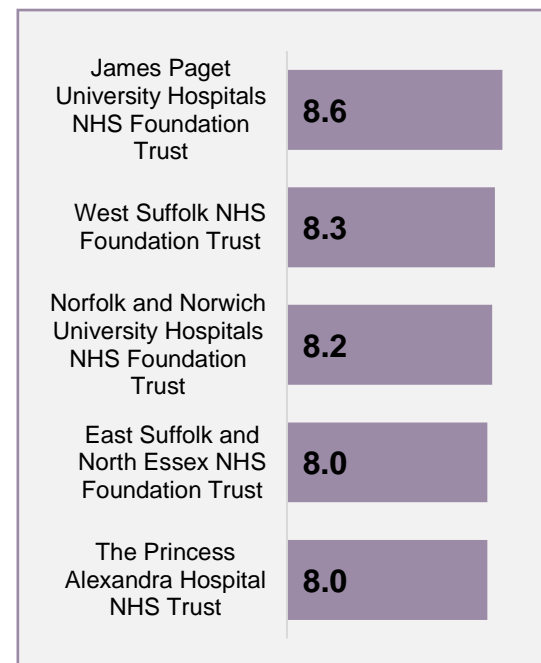 James Paget
University Hospitals
NHS Foundation
Trust
8.6
West Suffolk NHS
Foundation Trust
8.3
Norfolk and Norwich
University Hospitals
NHS Foundation
Trust
8.2
East Suffolk and
North Essex NHS
Foundation Trust
8.0
The Princess
Alexandra Hospital
NHS Trust
8.0